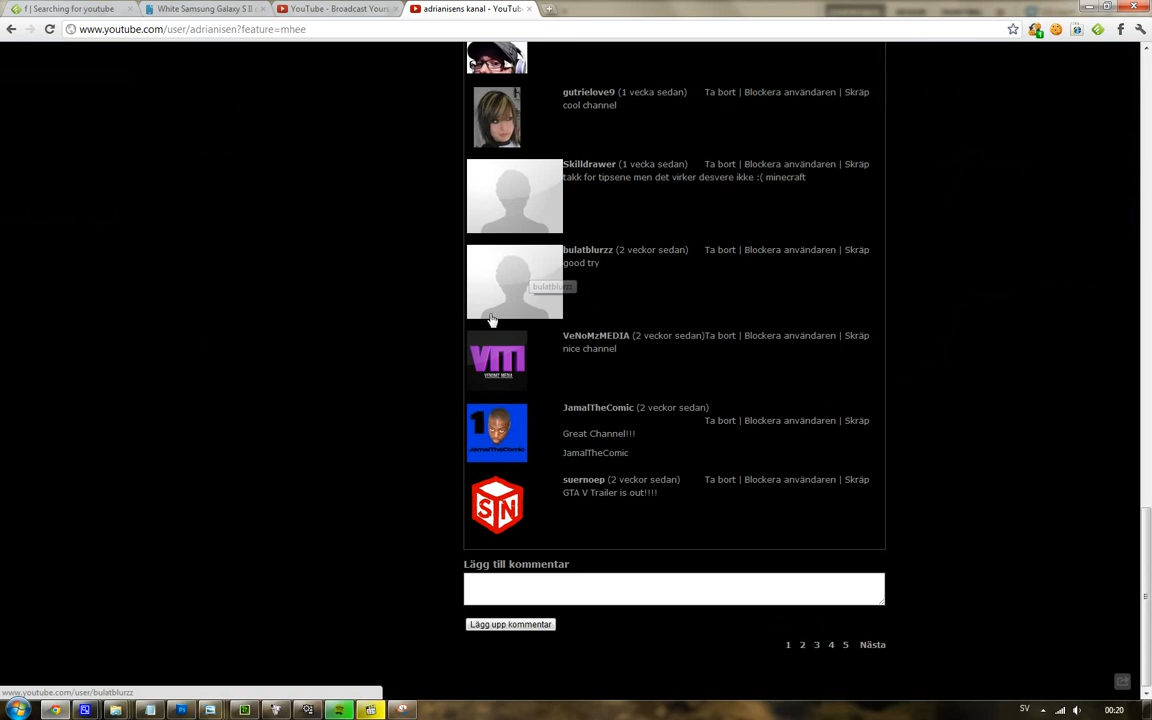 f | Searching for youtube
White Samsung Galaxy S II
YouTube - Broadcast Yours
adrianisens kanal - YouTub
www.youtube.com/user/adrianisen?feature=mhee
gutrielove9 (1 vecka sedan) Ta bort | Blockera användaren | Skräp
cool channel
Skilldrawer (1 vecka sedan) Ta bort | Blockera användaren | Skräp
takk for tipsene men det virker desvere ikke :( minecraft
bulatblurzz (2 veckor sedan) Ta bort | Blockera användaren | Skräp
good try
bulatblurzz
VeNoMzMEDIA (2 veckor sedan)Ta bort | Blockera användaren | Skräp
nice channel
VM
VENOMZ MEDIA
JamalTheComic (2 veckor sedan)
Ta bort | Blockera användaren | Skräp
Great Channel!!!
JamalTheComic
10
JamalTheComic
suernoep (2 veckor sedan) Ta bort | Blockera användaren | Skräp
GTA V Trailer is out!!!!
STN
Lägg till kommentar
Lägg upp kommentar
1 2 3 4 5 Nästa
www.youtube.com/user/bulatblurzz
SV
00:20